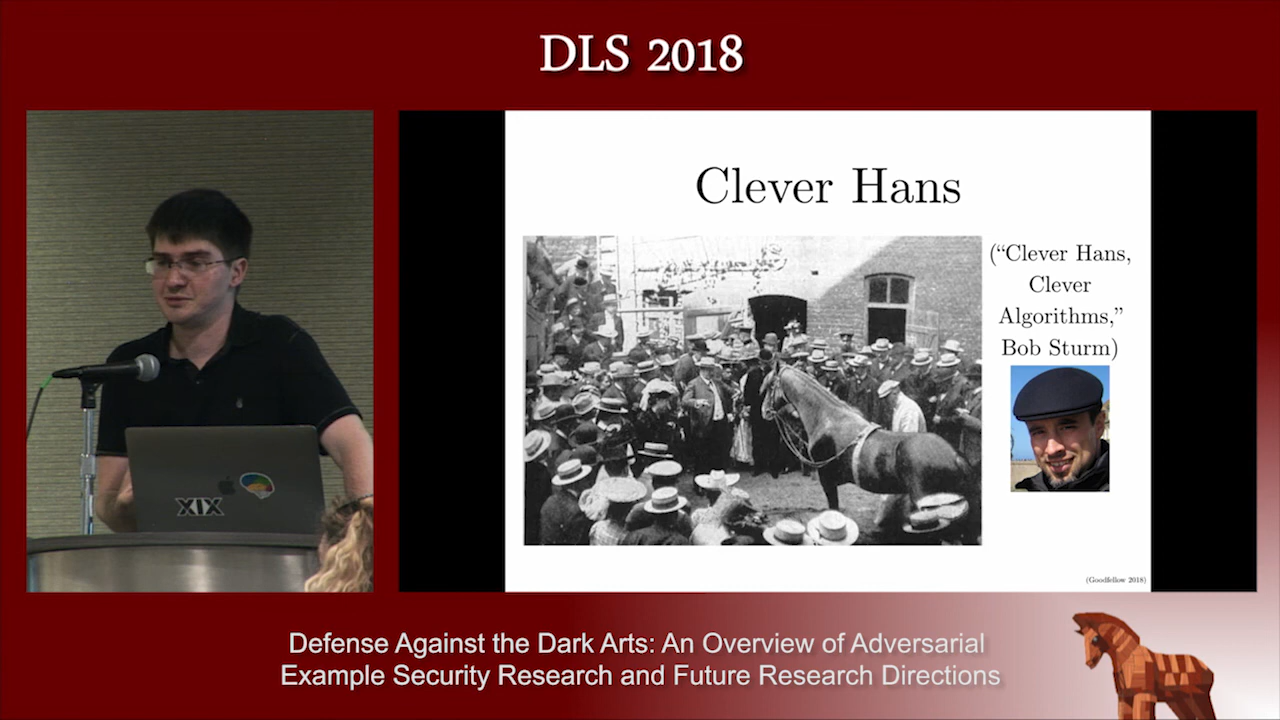 DLS 2018
Clever Hans
(“Clever Hans,
Clever
Algorithms,”
Bob Sturm)
XIX
(Goodfellow 2018)
Defense Against the Dark Arts: An Overview of Adversarial
Example Security Research and Future Research Directions